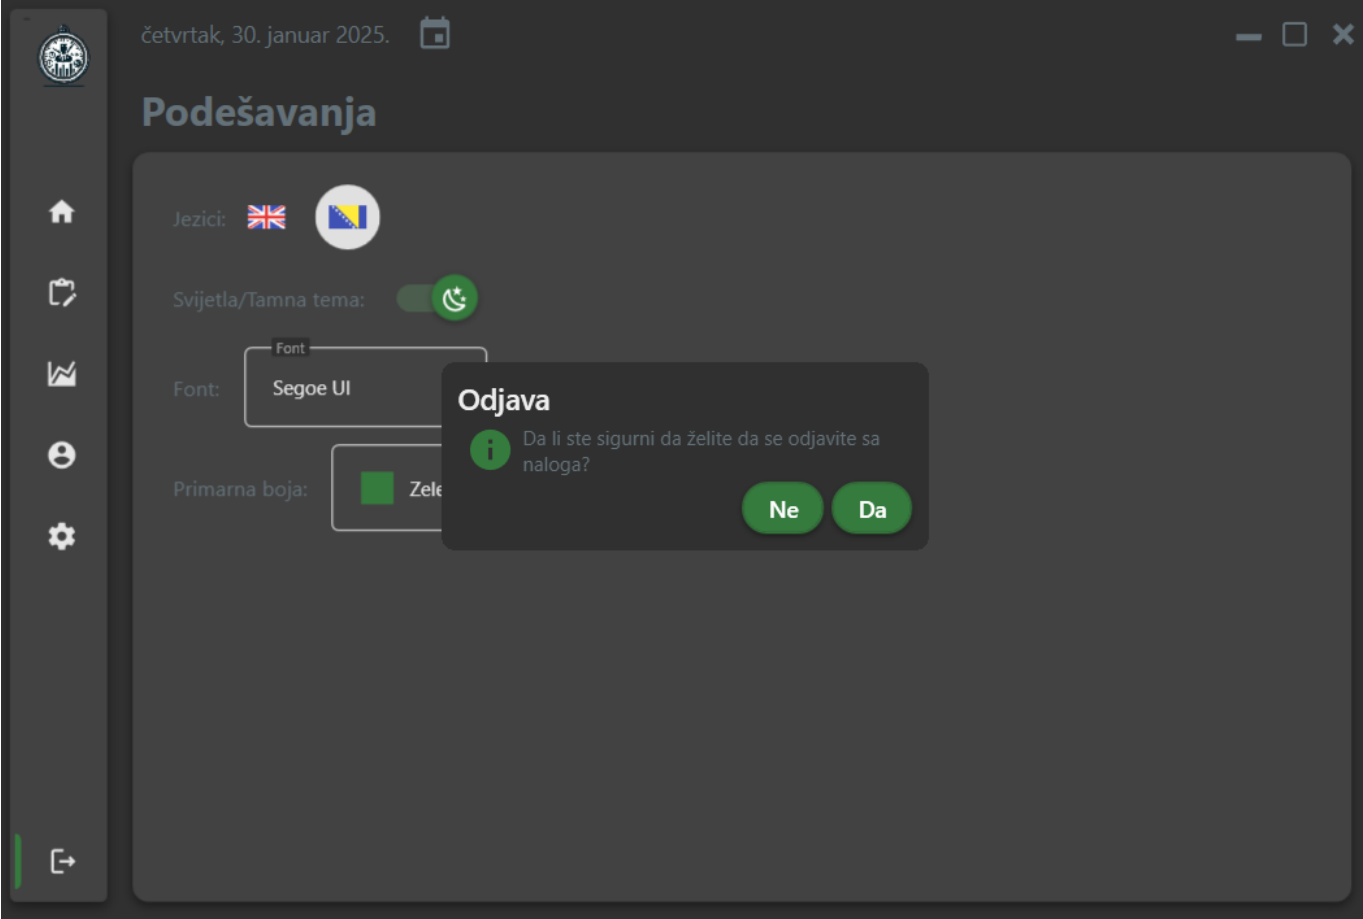 četvrtak, 30. januar 2025.
Podešavanja
Jezici:
Svijetla/Tamna tema:
Font
Font:
Segoe UI
Primarna boja:
Zele
Odjava
Da li ste sigurni da želite da se odjavite sa
naloga?
Ne
Da